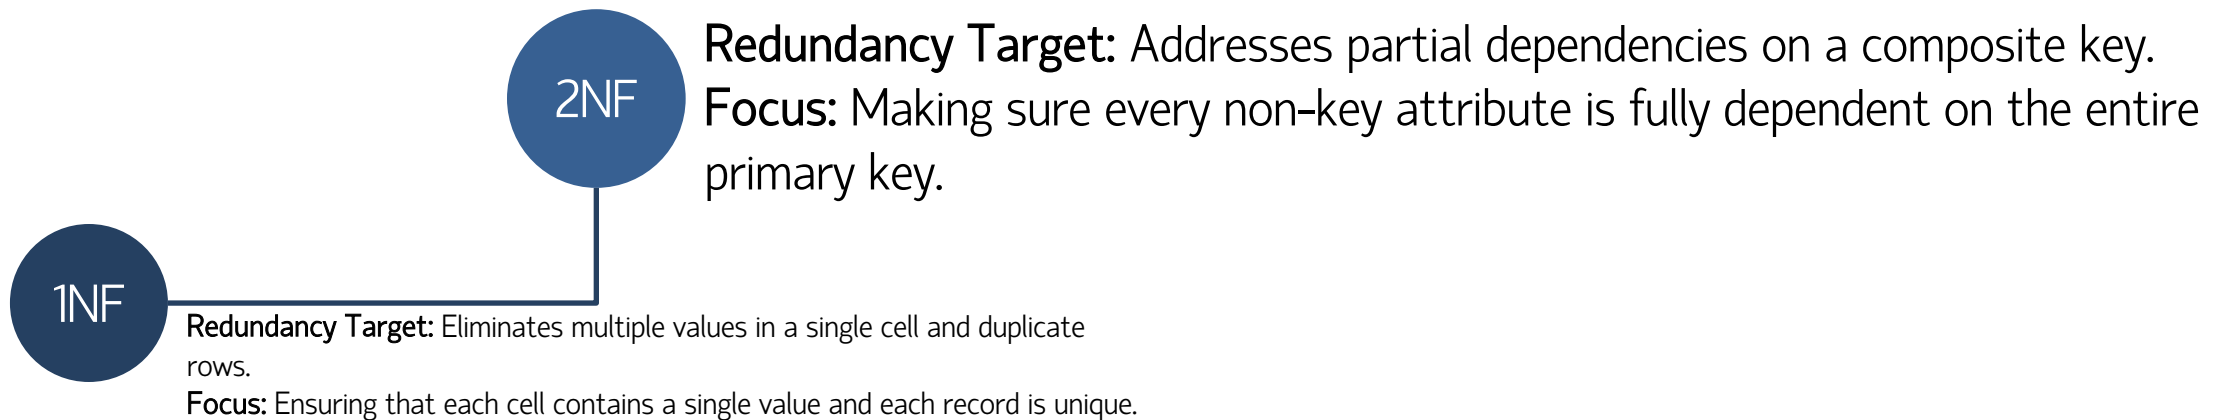 2NF
Redundancy Target: Addresses partial dependencies on a composite key.
Focus: Making sure every non-key attribute is fully dependent on the entire
primary key.
1NF
Redundancy Target: Eliminates multiple values in a single cell and duplicate
rows.
Focus: Ensuring that each cell contains a single value and each record is unique.